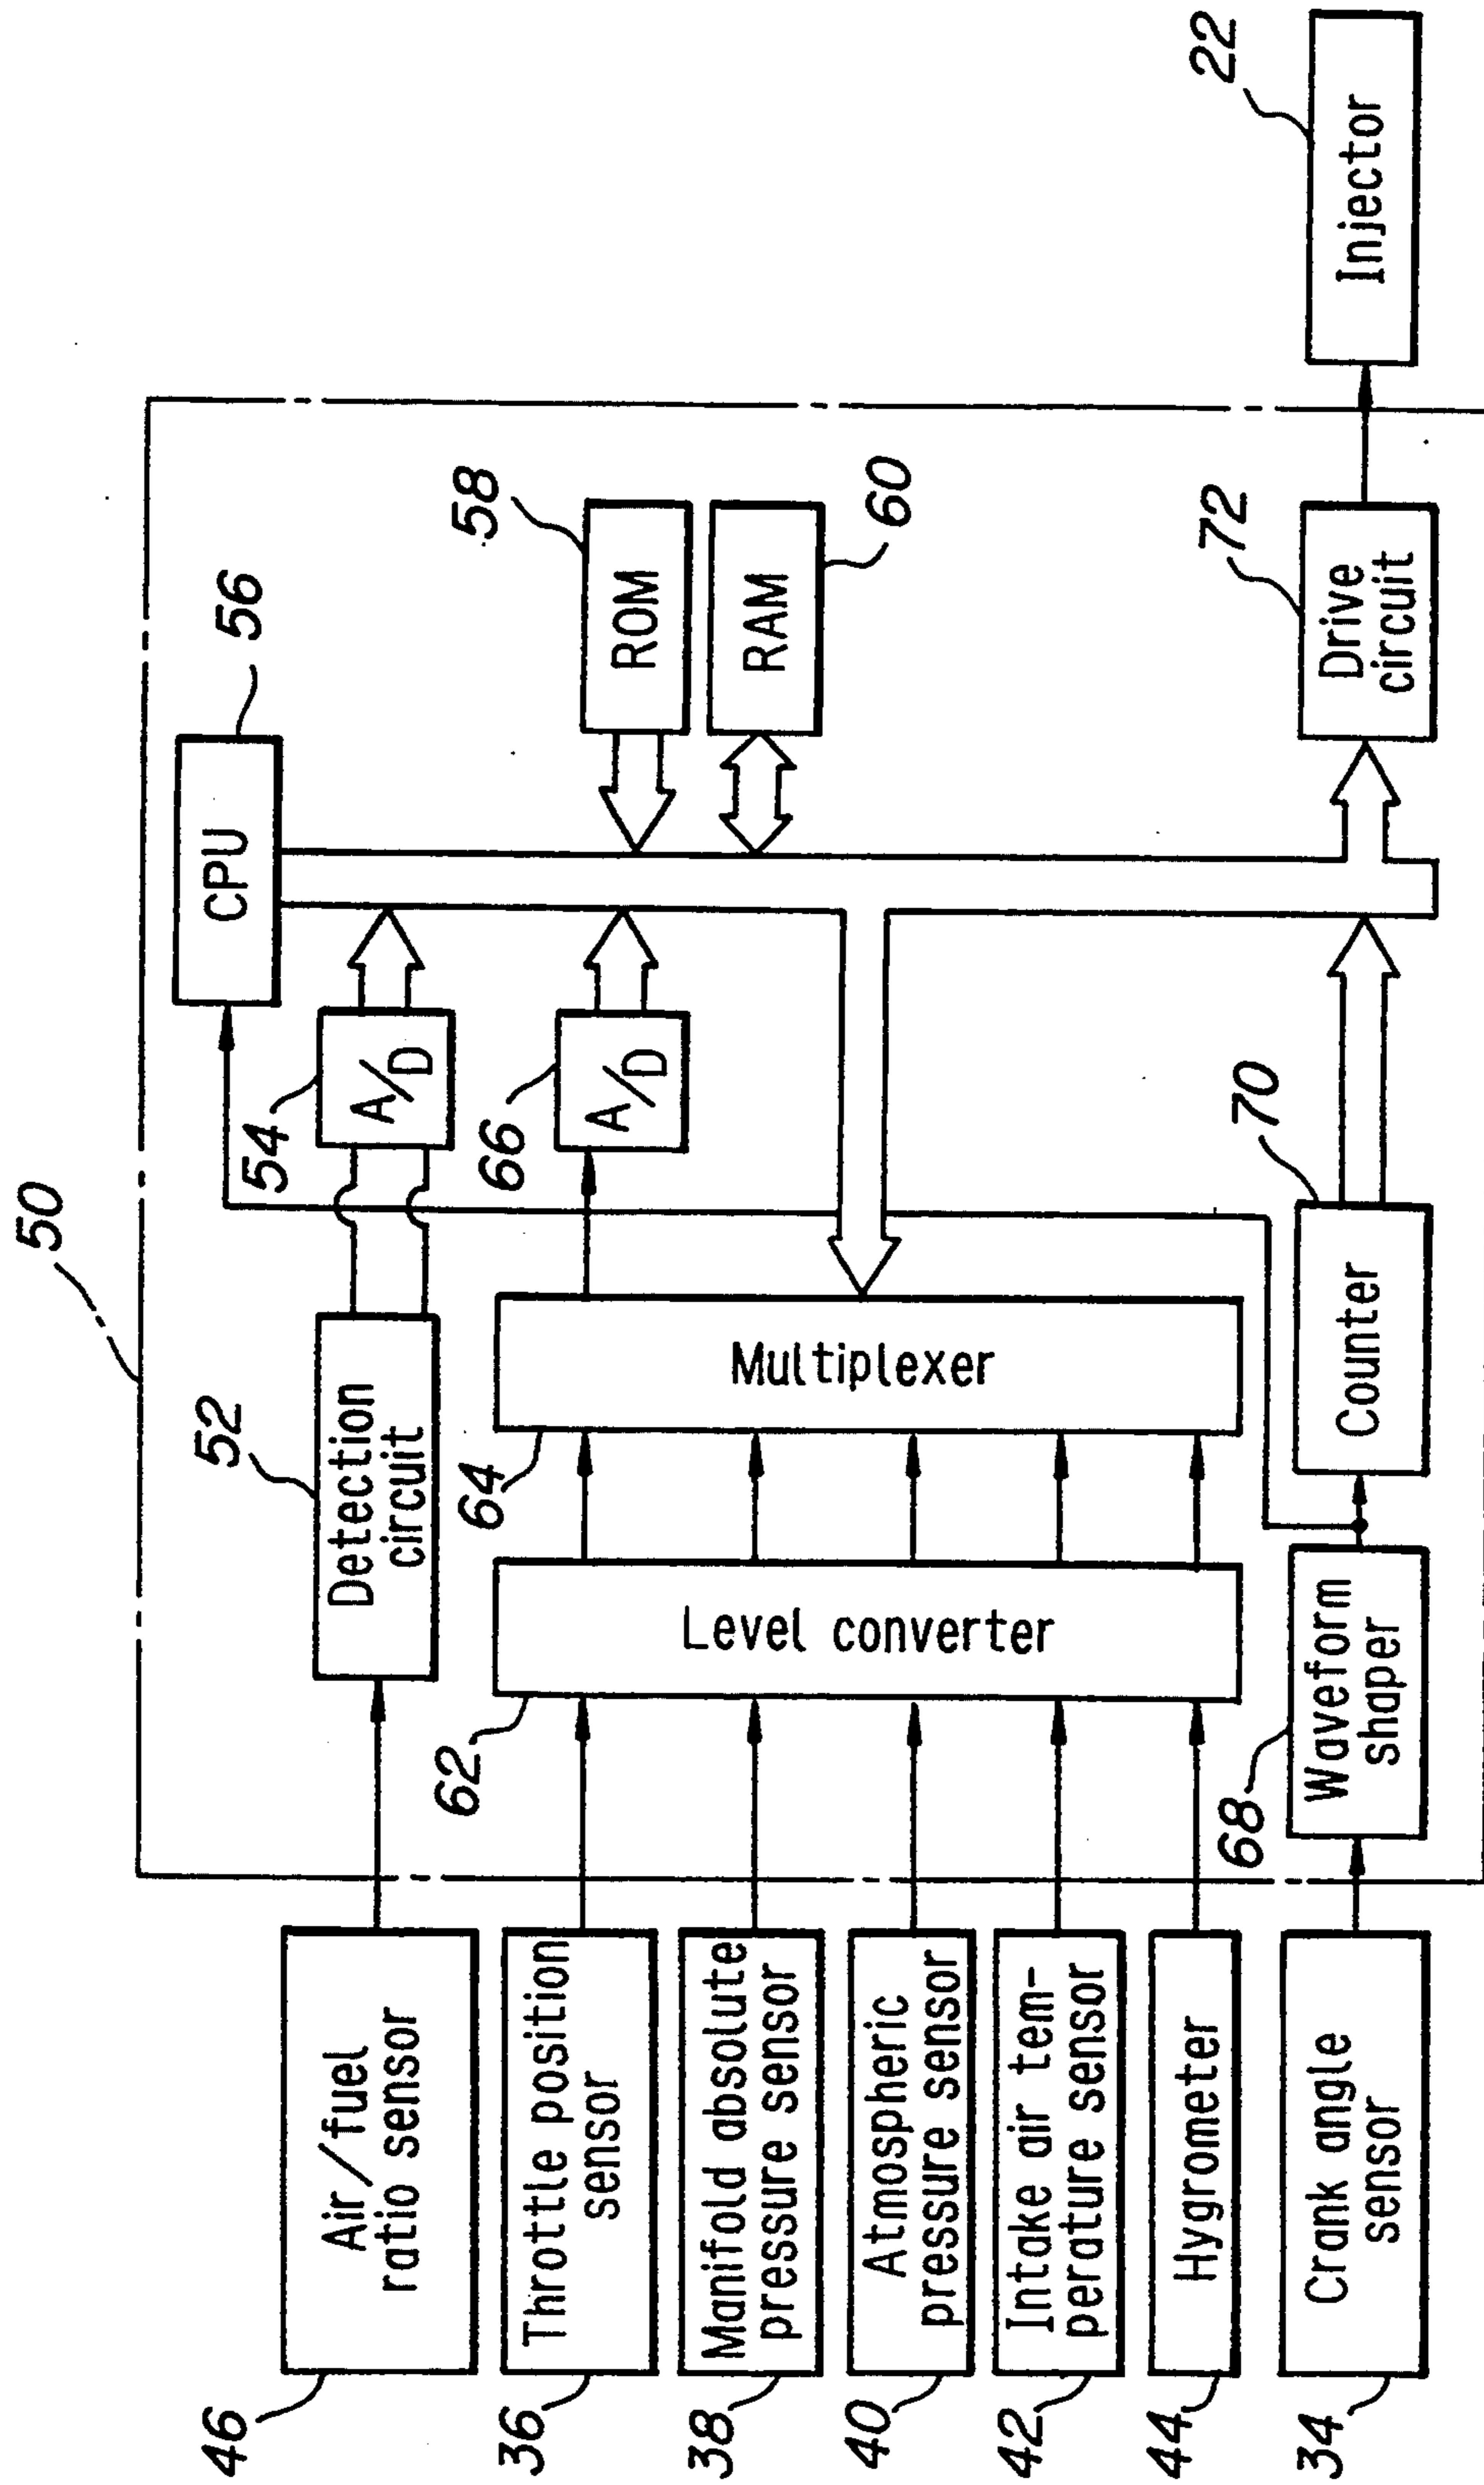 50
46
Air/fuel
ratio sensor
52
Detection
circuit
54
A/D
CPU
56
36
Throttle position
sensor
38
Manifold absolute
pressure sensor
40
Atmospheric
pressure sensor
42
Intake air tem-
perature sensor
44
Hygrometer
62
Level converter
64
Multiplexer
66
A/D
ROM
58
RAM
60
34
Crank angle
sensor
68
Waveform
shaper
Counter
70
Drive
circuit
72
Injector
22